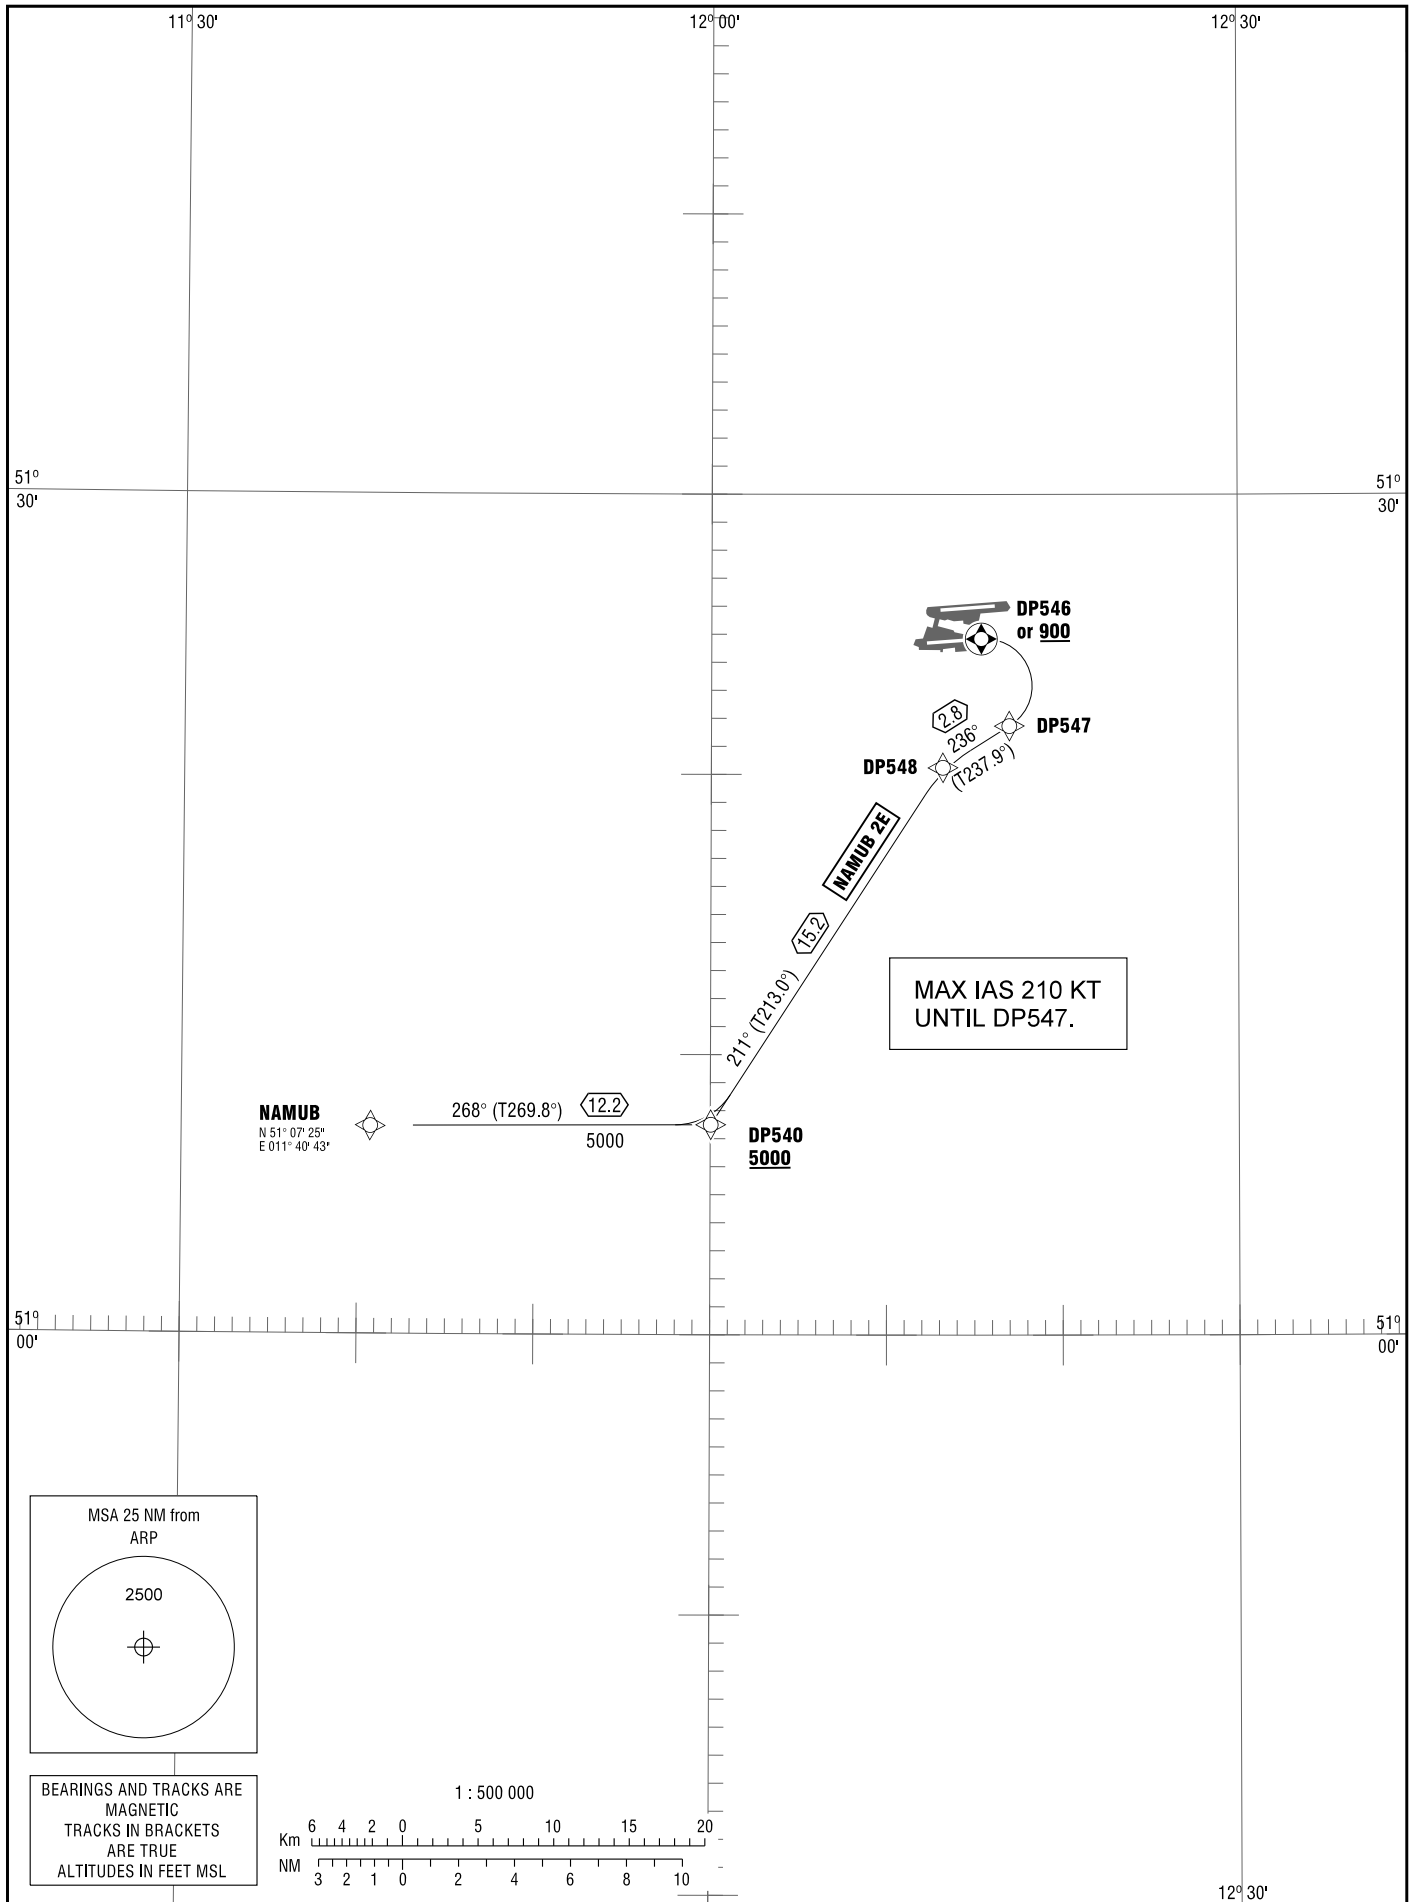 11° 30'
12° 00'
12° 30'
51°
30'
51°
30'
DP546
or 900
2.8
236°
(T237.9°)
DP547
DP548
NAMUB 2E
15.2
211° (T213.0°)
MAX IAS 210 KT
UNTIL DP547.
NAMUB
N 51° 07' 25"
E 011° 40' 43"
268° (T269.8°)
12.2
5000
DP540
5000
51°
00'
51°
00'
MSA 25 NM from
ARP
2500
BEARINGS AND TRACKS ARE
MAGNETIC
TRACKS IN BRACKETS
ARE TRUE
ALTITUDES IN FEET MSL
1 : 500 000
Km 6 4 2 0 5 10 15 20
NM 3 2 1 0 2 4 6 8 10
12° 30'